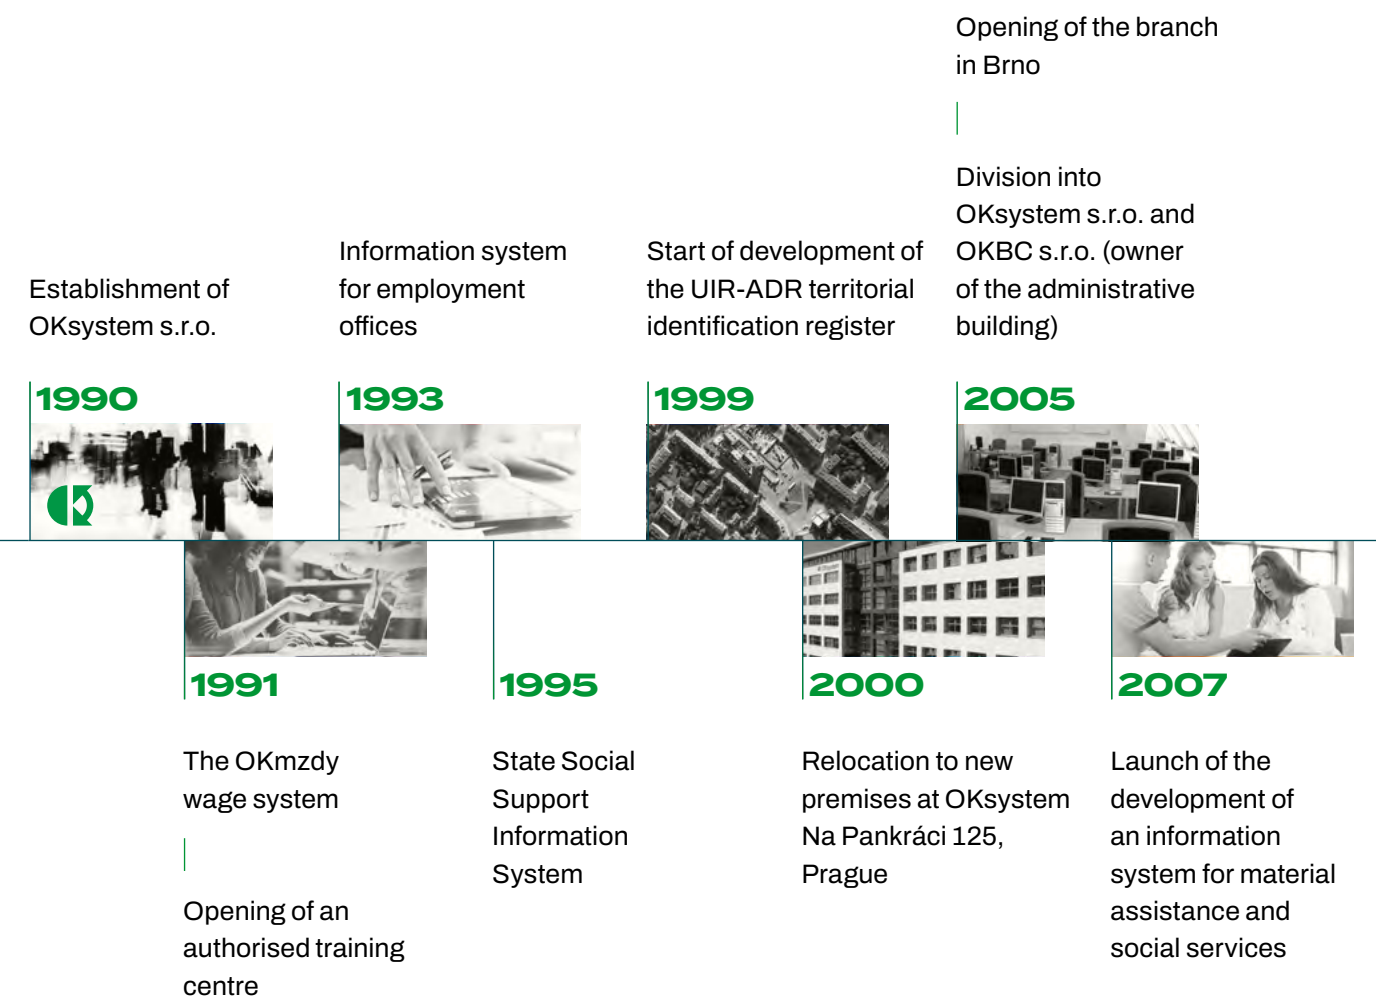 Opening of the branch
in Brno
Division into
OKsystem s.r.o. and
OKBC s.r.o. (owner
of the administrative
building)
Establishment of
OKsystem s.r.o.
Information system
for employment
offices
Start of development of
the UIR-ADR territorial
identification register
1990
1993
1999
2005
1991
1995
2000
2007
The OKmzdy
wage system
Opening of an
authorised training
centre
State Social
Support
Information
System
Relocation to new
premises at OKsystem
Na Pankráci 125,
Prague
Launch of the
development of
an information
system for material
assistance and
social services